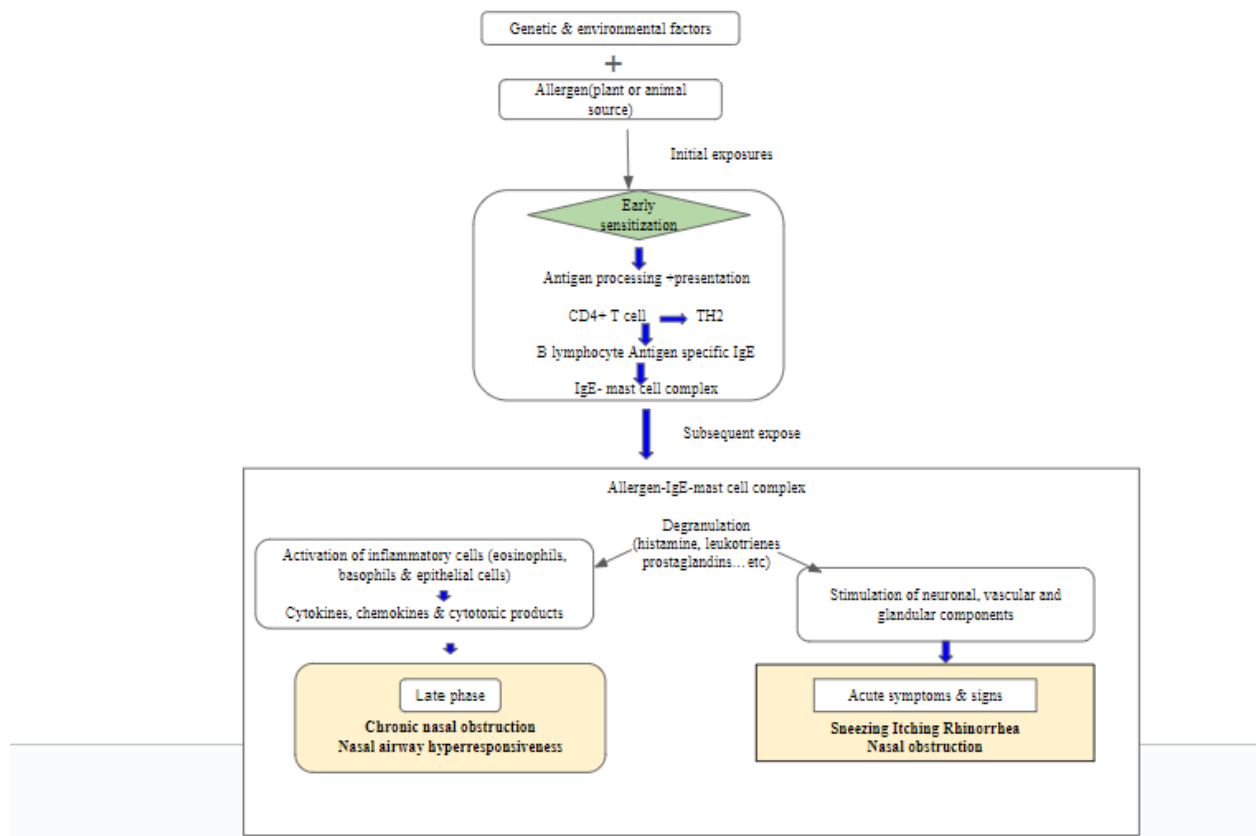 Genetic & environmental factors
+
Allergen(plant or animal
source)
Initial exposures
Early
sensitization
Antigen processing +presentation
CD4+ T cell TH2
B lymphocyte Antigen specific IgE
IgE- mast cell complex
Subsequent expose
Allergen-IgE-mast cell complex
Degranulation
(histamine, leukotrienes
prostaglandins…etc)
Activation of inflammatory cells (eosinophils,
basophils & epithelial cells)
Cytokines, chemokines & cytotoxic products
Stimulation of neuronal, vascular and
glandular components
Late phase
Chronic nasal obstruction
Nasal airway hyperresponsiveness
Acute symptoms & signs
Sneezing Itching Rhinorrhea
Nasal obstruction